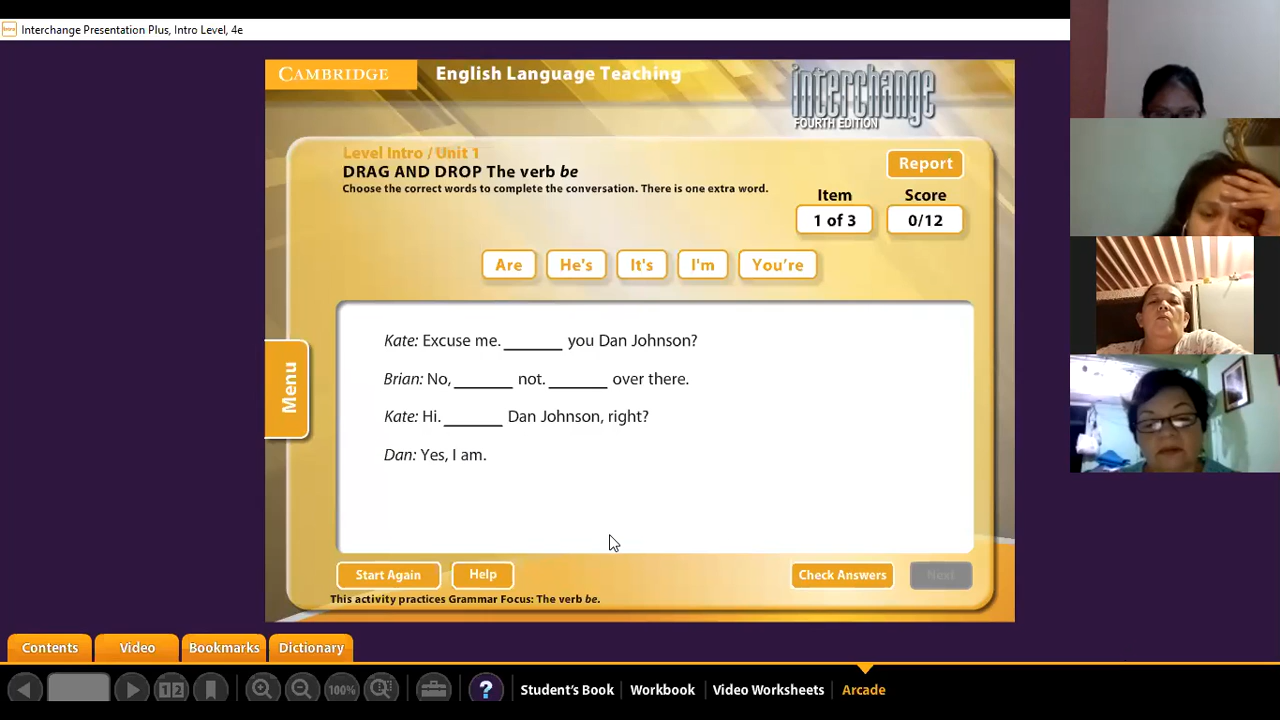 Interchange Presentation Plus, Intro Level, 4e
CAMBRIDGE
English Language Teaching
interchange
FOURTH EDITION
Level Intro / Unit 1
DRAG AND DROP The verb be
Choose the correct words to complete the conversation. There is one extra word.
Report
Item
Score
1 of 3
0/12
Are
He's
It's
I'm
You're
Kate: Excuse me. _______ you Dan Johnson?
Brian: No, _______ not. _______ over there.
Kate: Hi. _______ Dan Johnson, right?
Dan: Yes, I am.
Menu
Start Again
Help
Check Answers
Next
This activity practices Grammar Focus: The verb be.
Contents
Video
Bookmarks
Dictionary
1 2
100%
?
Student's Book
Workbook
Video Worksheets
Arcade